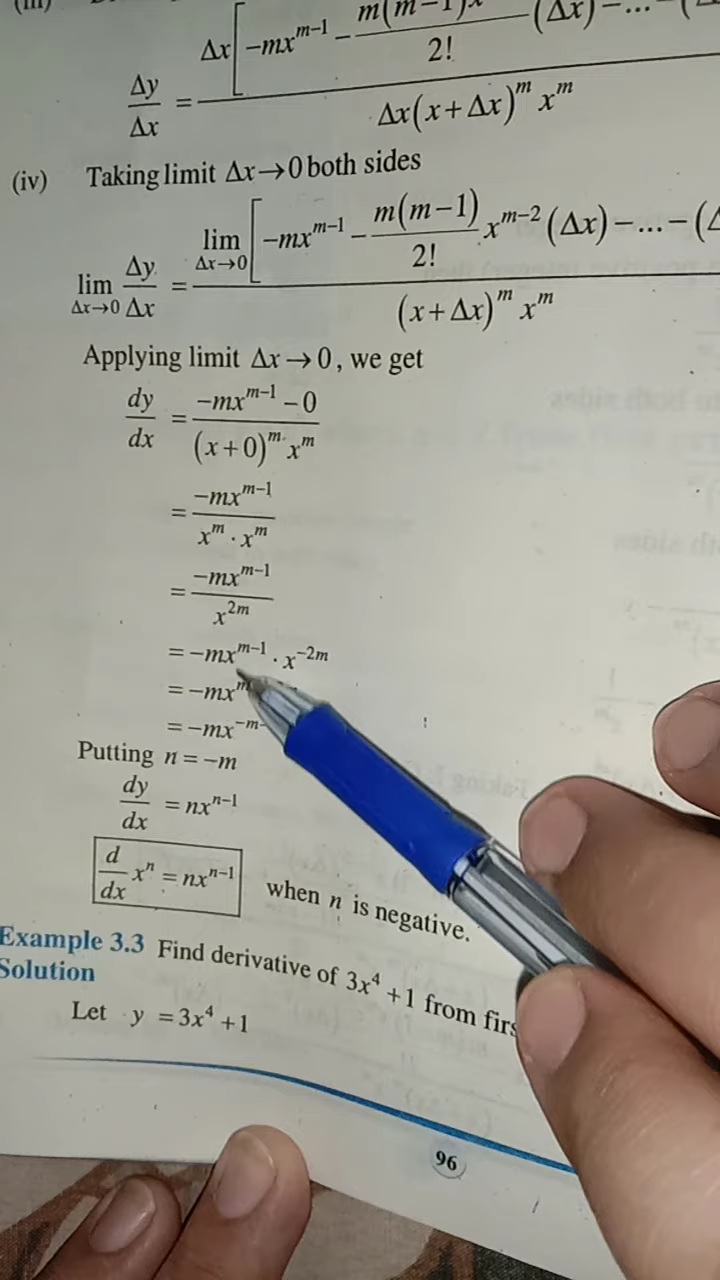 Δy/Δx = Δx[-mx^{m-1} - m(m-1)x /2! (Δx) - ... - (Δ / Δx(x+Δx)^m x^m
(iv) Taking limit Δx→0 both sides
lim Δx→0 Δy/Δx = lim Δx→0 [-mx^{m-1} - m(m-1)/2! x^{m-2} (Δx) - ... - (Δ / (x+Δx)^m x^m
Applying limit Δx → 0, we get
dy/dx = -mx^{m-1} - 0 / (x+0)^m x^m
= -mx^{m-1} / x^m . x^m
= -mx^{m-1} / x^{2m}
= -mx^{m-1} . x^{-2m}
= -mx^m
= -mx^{-m-
Putting n = -m
dy/dx = nx^{n-1}
d/dx x^n = nx^{n-1} when n is negative.
Example 3.3 Find derivative of 3x^4 + 1 from
Solution
Let y = 3x^4 + 1
96